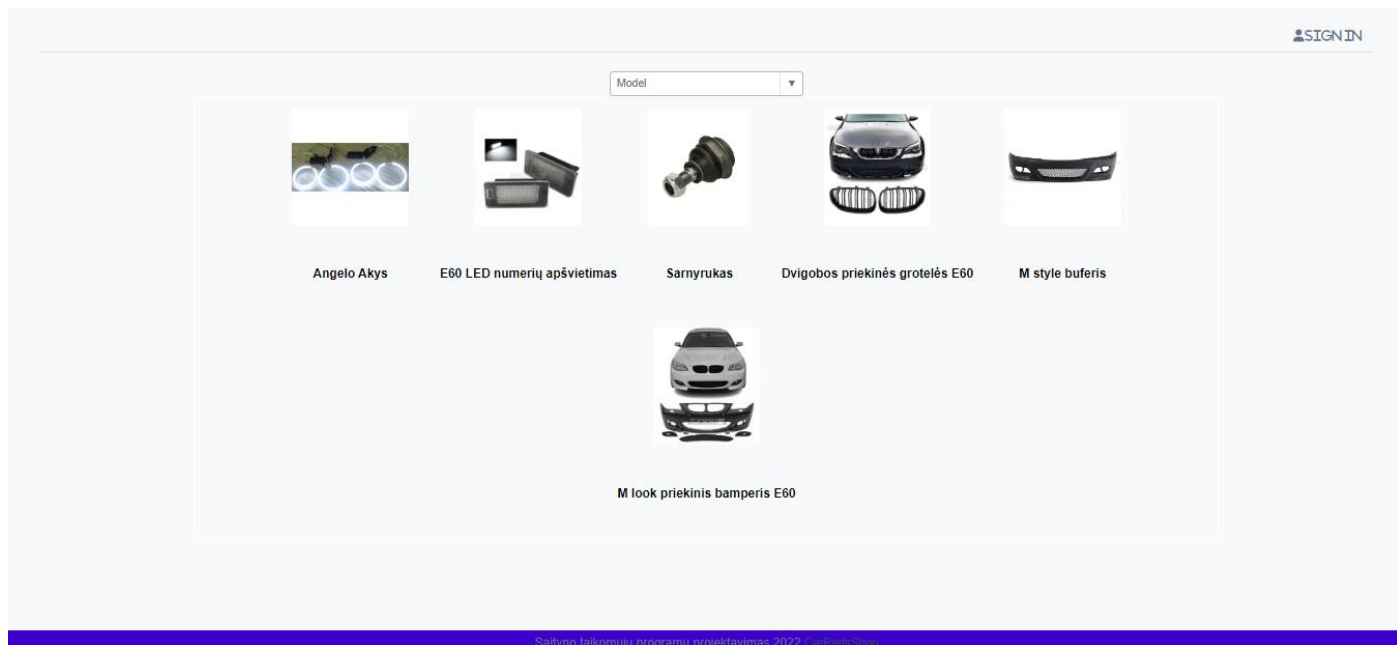 SIGN IN
Model
Angelo Akys
E60 LED numerių apšvietimas
Sarnyrukas
Dvigobos priekinės grotelės E60
M style buferis
M look priekinis bamperis E60
Saityno taikomųjų programų projektavimas 2022 CarPartsShop